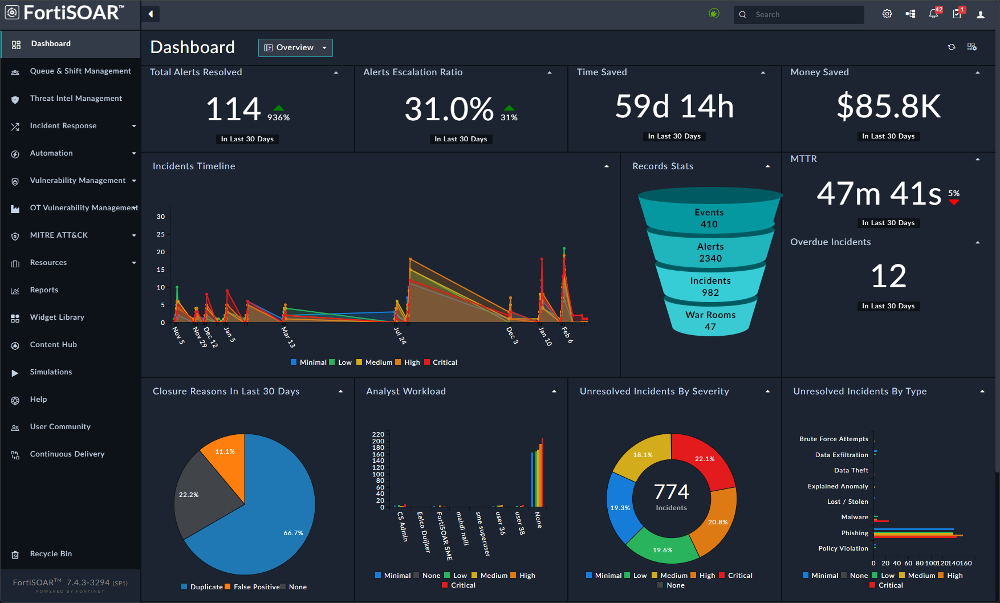 FortiSOAR™
Search
42
1
Dashboard
Queue & Shift Management
Threat Intel Management
Incident Response
Automation
Vulnerability Management
OT Vulnerability Management
MITRE ATT&CK
Resources
Reports
Widget Library
Content Hub
Simulations
Help
User Community
Continuous Delivery
Recycle Bin
FortiSOAR™ 7.4.3-3294 (SP1)
POWERED BY FORTINET
Dashboard
Overview
Total Alerts Resolved
114
936%
In Last 30 Days
Alerts Escalation Ratio
31.0%
31%
In Last 30 Days
Time Saved
59d 14h
In Last 30 Days
Money Saved
$85.8K
In Last 30 Days
Incidents Timeline
30
25
20
15
10
5
0
Nov 5
Nov 29
Dec 12
Jan 5
Mar 13
Jul 24
Dec 3
Jan 10
Feb 6
Minimal Low Medium High Critical
Records Stats
Events
410
Alerts
2340
Incidents
982
War Rooms
47
MTTR
47m 41s
5%
In Last 30 Days
Overdue Incidents
12
In Last 30 Days
Closure Reasons In Last 30 Days
11.1%
22.2%
66.7%
Duplicate False Positive None
Analyst Workload
220
200
180
160
140
120
100
80
60
40
20
0
CS Admin
Eelco Duijker
FortiSOAR SME
mahdi naili
sme superuser
user 36
user 38
None
Minimal None Low Medium High
Critical
Unresolved Incidents By Severity
18.1%
22.1%
774
Incidents
19.3%
20.8%
19.6%
Minimal Low Medium High Critical
None
Unresolved Incidents By Type
Brute Force Attempts
Data Exfiltration
Data Theft
Explained Anomaly
Lost / Stolen
Malware
Phishing
Policy Violation
0 20 40 60 80 100 120 140 160
Minimal None Low Medium High
Critical